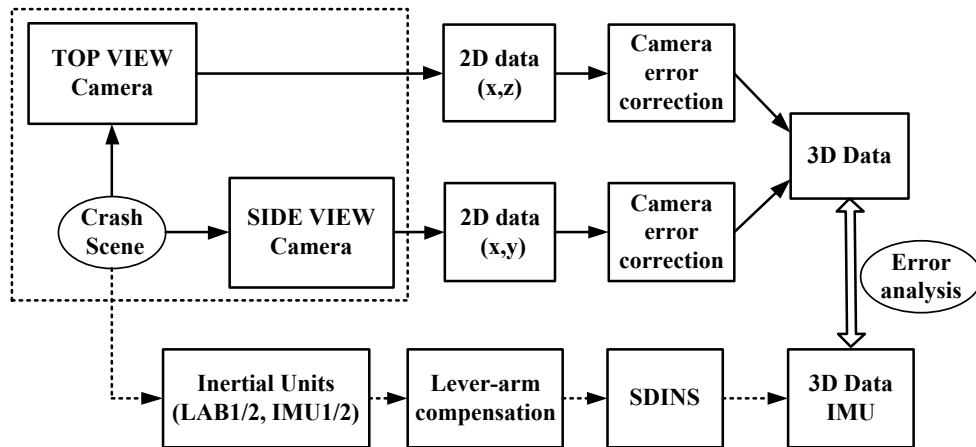 TOP VIEW
Camera
2D data
(x,z)
Camera
error
correction
3D Data
Crash
Scene
SIDE VIEW
Camera
2D data
(x,y)
Camera
error
correction
Error
analysis
Inertial Units
(LAB1/2, IMU1/2)
Lever-arm
compensation
SDINS
3D Data
IMU